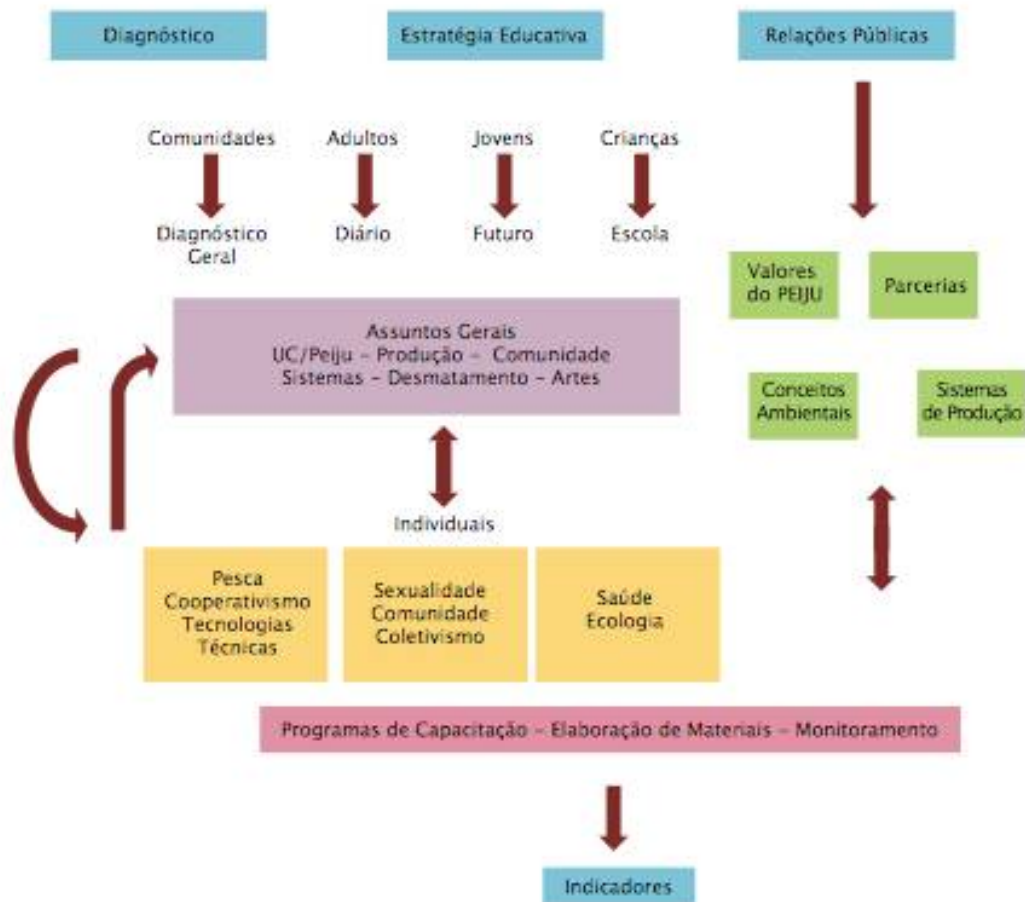 Diagnóstico
Estratégia Educativa
Relações Públicas
Comunidades
Adultos
Jovens
Crianças
Diagnóstico
Geral
Diário
Futuro
Escola
Valores
do PEIJU
Parcerias
Assuntos Gerais
UC/Peiju – Produção – Comunidade
Sistemas – Desmatamento – Artes
Conceitos
Ambientais
Sistemas
de Produção
Individuais
Pesca
Cooperativismo
Tecnologias
Técnicas
Sexualidade
Comunidade
Coletivismo
Saúde
Ecologia
Programas de Capacitação – Elaboração de Materiais – Monitoramento
Indicadores